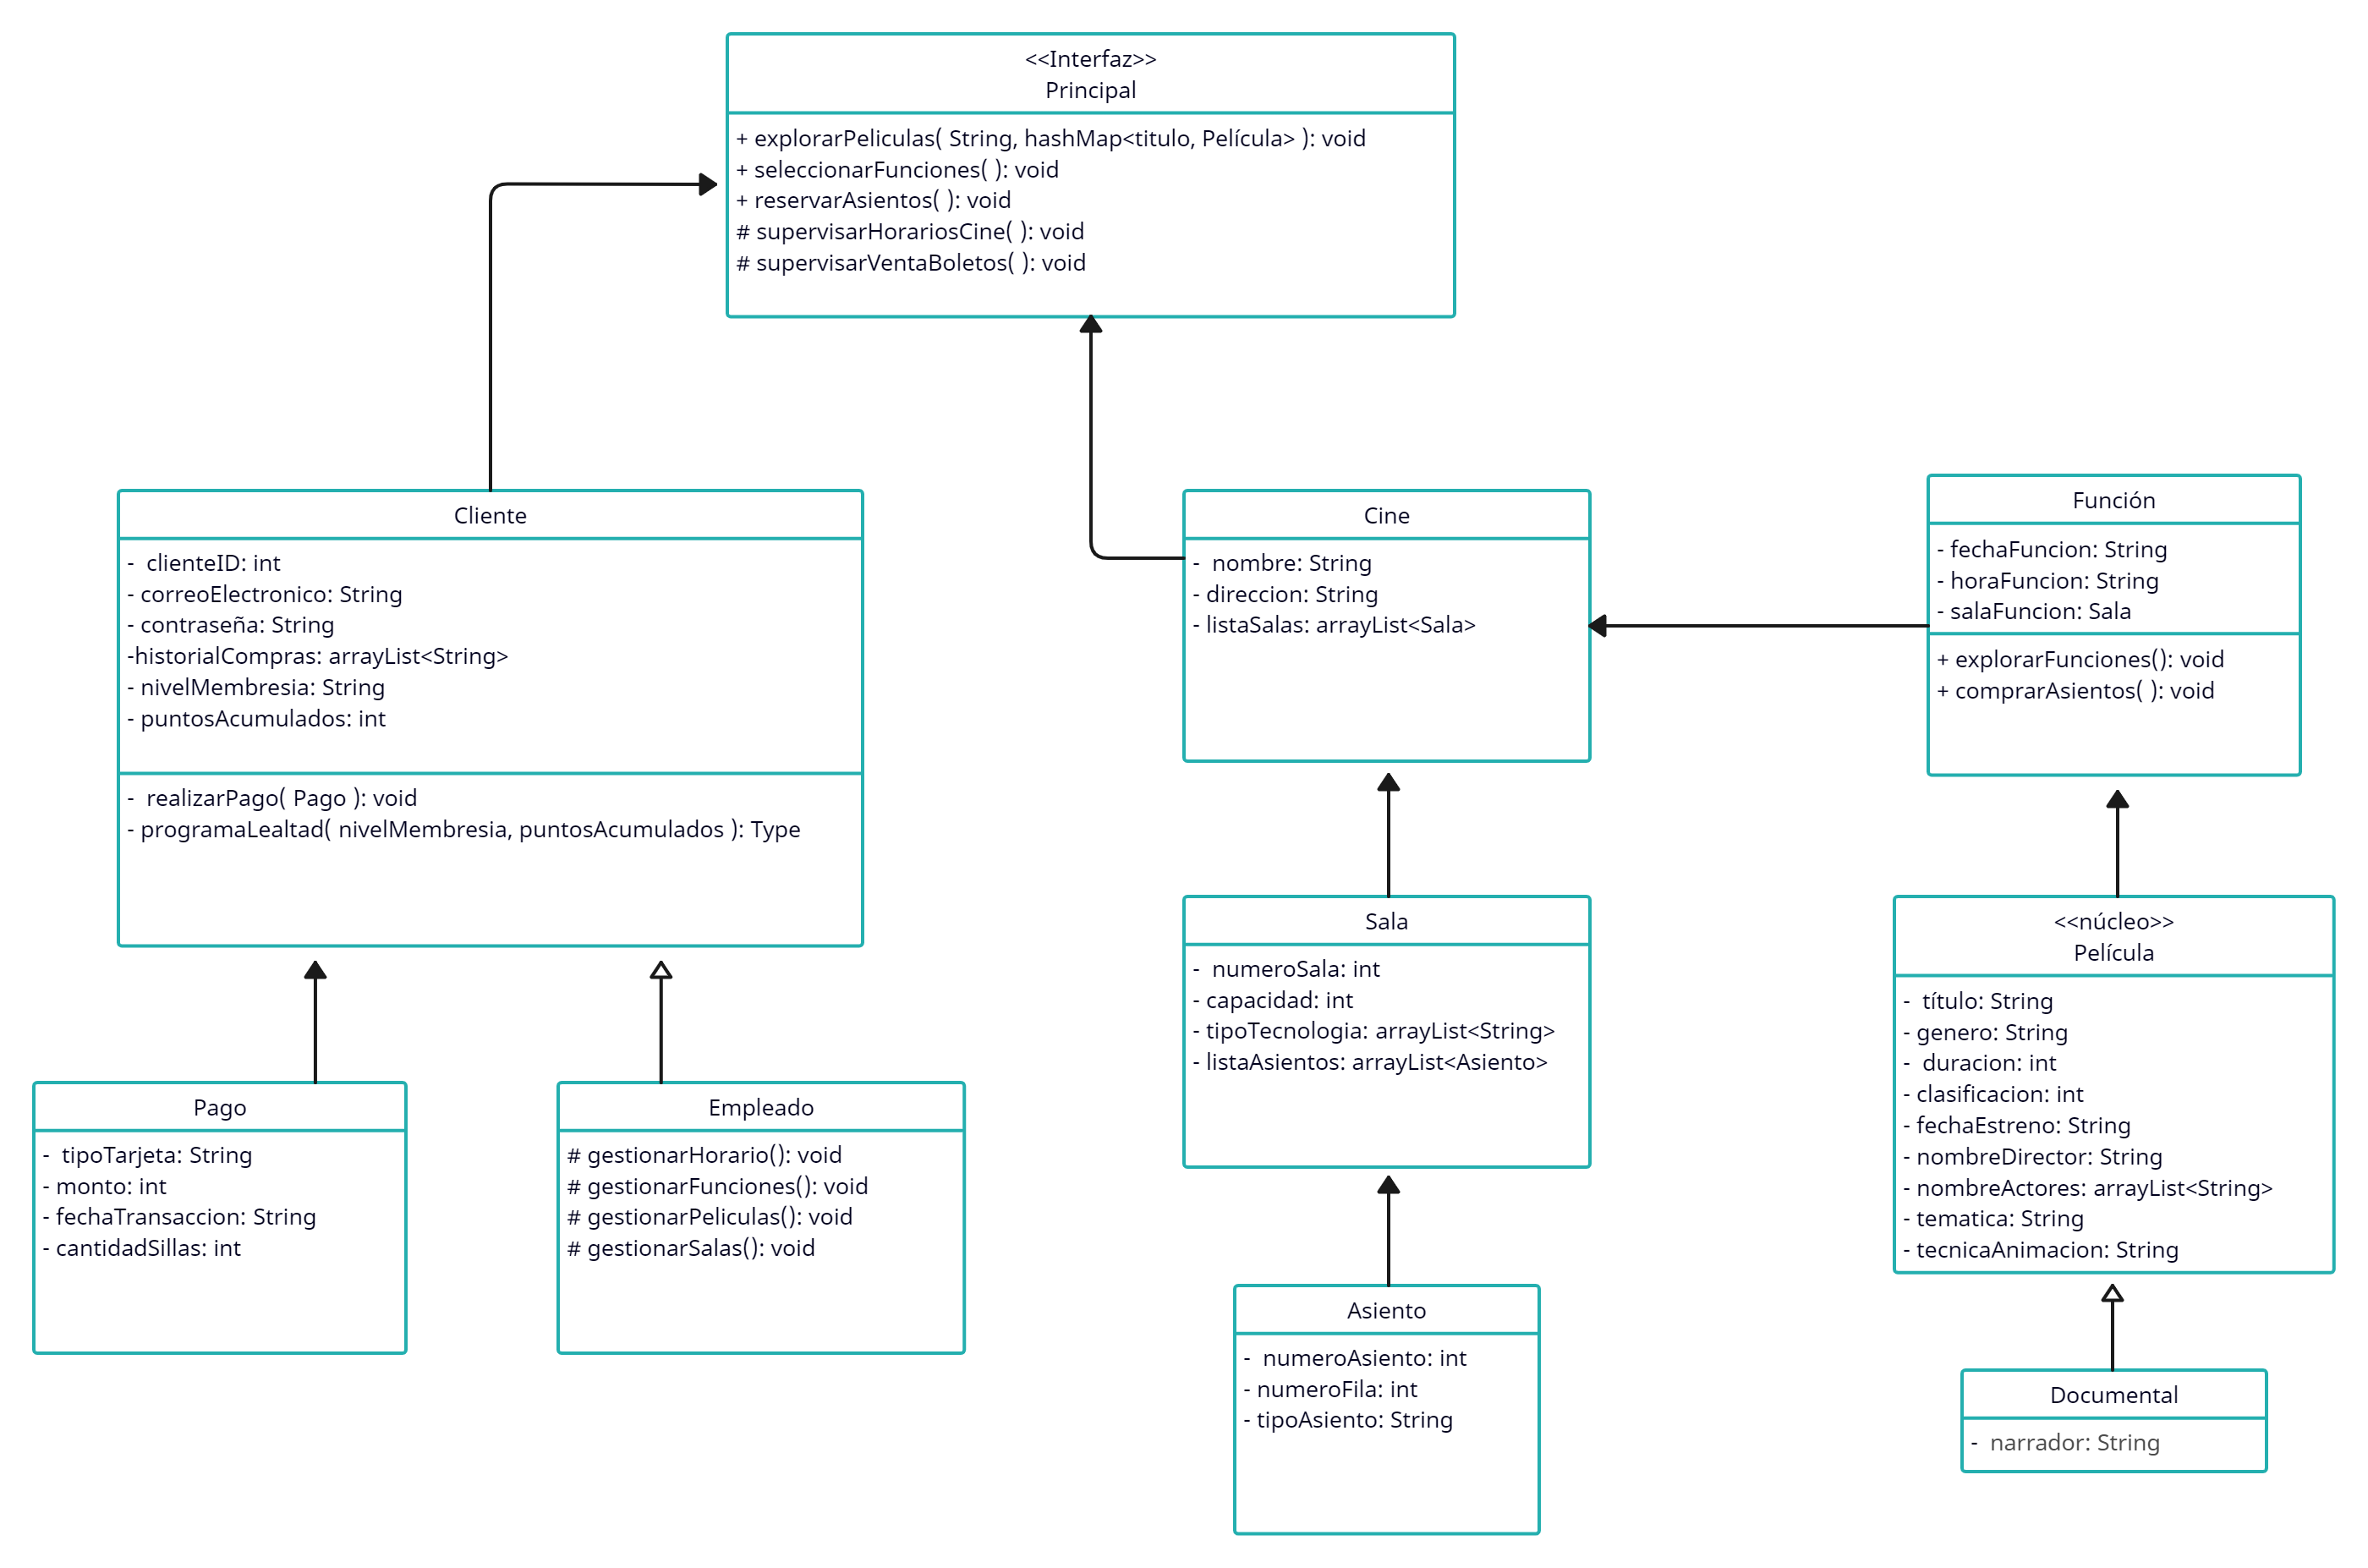 <<Interfaz>>
Principal
+ explorarPeliculas( String, hashMap<titulo, Película> ): void
+ seleccionarFunciones( ): void
+ reservarAsientos( ): void
# supervisarHorariosCine( ): void
# supervisarVentaBoletos( ): void
Cliente
-  clienteID: int
- correoElectronico: String
- contraseña: String
-historialCompras: arrayList<String>
- nivelMembresia: String
- puntosAcumulados: int
-  realizarPago( Pago ): void
- programaLealtad( nivelMembresia, puntosAcumulados ): Type
Cine
-  nombre: String
- direccion: String
- listaSalas: arrayList<Sala>
Función
- fechaFuncion: String
- horaFuncion: String
- salaFuncion: Sala
+ explorarFunciones(): void
+ comprarAsientos( ): void
Pago
-  tipoTarjeta: String
- monto: int
- fechaTransaccion: String
- cantidadSillas: int
Empleado
# gestionarHorario(): void
# gestionarFunciones(): void
# gestionarPeliculas(): void
# gestionarSalas(): void
Sala
-  numeroSala: int
- capacidad: int
- tipoTecnologia: arrayList<String>
- listaAsientos: arrayList<Asiento>
<<núcleo>>
Película
-  título: String
- genero: String
-  duracion: int
- clasificacion: int
- fechaEstreno: String
- nombreDirector: String
- nombreActores: arrayList<String>
- tematica: String
- tecnicaAnimacion: String
Asiento
-  numeroAsiento: int
- numeroFila: int
- tipoAsiento: String
Documental
-  narrador: String